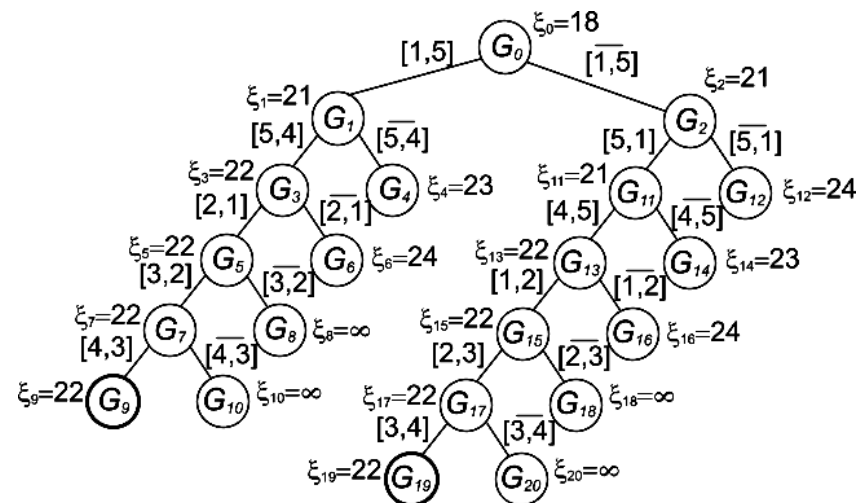 ξ0=18
[1,5] G0 [1,5]
ξ1=21 ξ2=21
G1 G2
[5,4] [5,4] [5,1] [5,1]
ξ3=22 G3 G4 ξ4=23 ξ11=21 G11 G12 ξ12=24
[2,1] [2,1] [4,5] [4,5]
ξ5=22 G5 G6 ξ6=24 ξ13=22 G13 G14 ξ14=23
[3,2] [3,2] [1,2] [1,2]
ξ7=22 G7 G8 ξ8=∞ ξ15=22 G15 G16 ξ16=24
[4,3] [4,3] [2,3] [2,3]
ξ9=22 G9 G10 ξ10=∞ ξ17=22 G17 G18 ξ18=∞
[3,4] [3,4]
ξ19=22 G19 G20 ξ20=∞